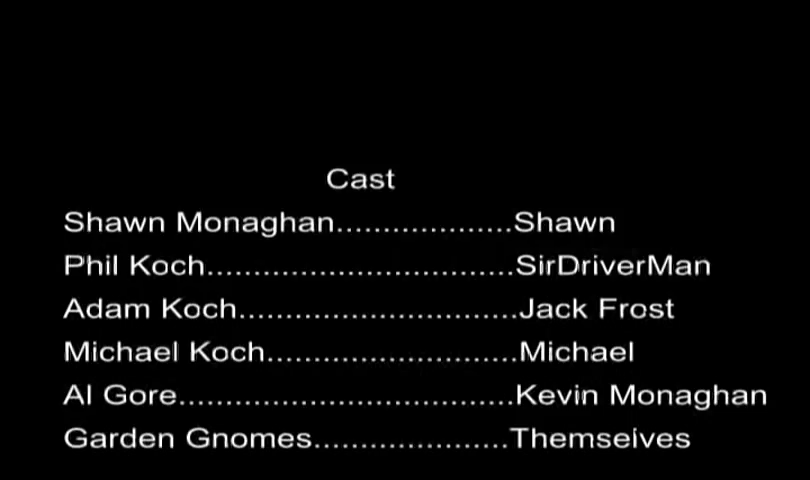 Cast
Shawn Monaghan...................Shawn
Phil Koch.................................SirDriverMan
Adam Koch..............................Jack Frost
Michael Koch...........................Michael
Al Gore....................................Kevin Monaghan
Garden Gnomes.....................Themselves